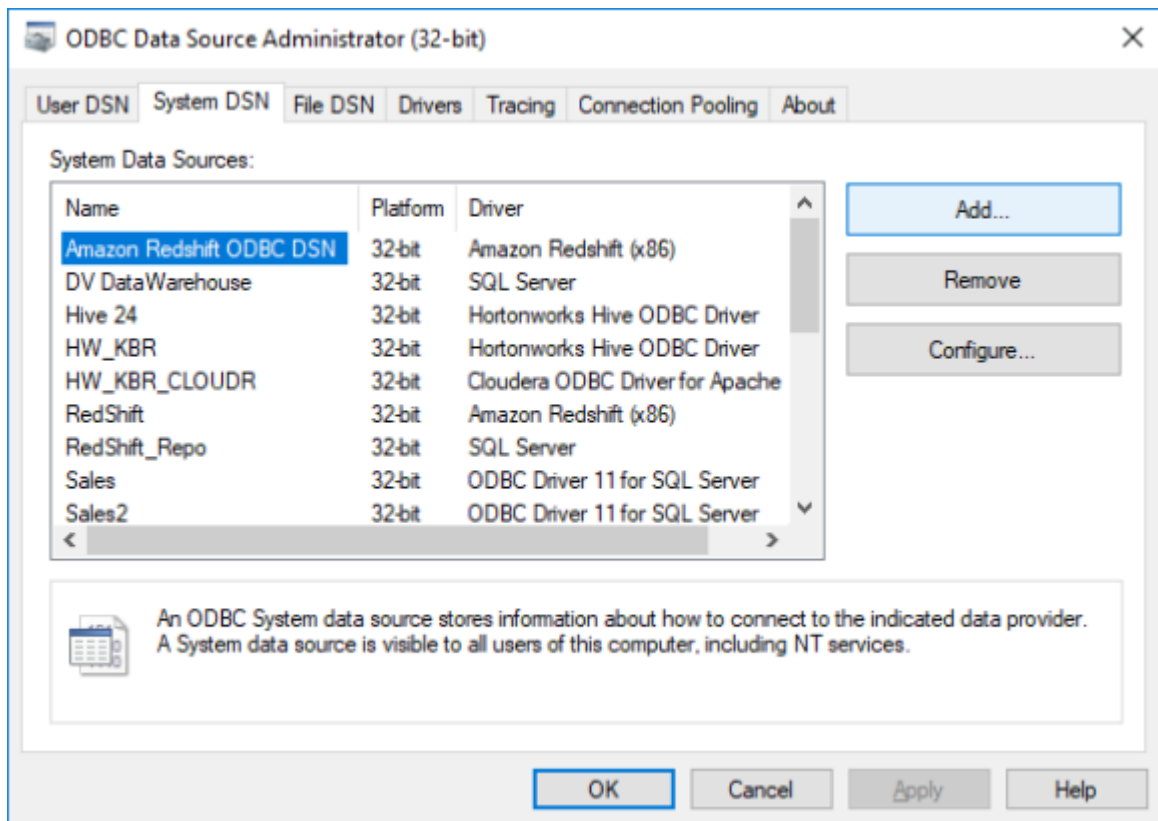 ODBC Data Source Administrator (32-bit)
User DSN System DSN File DSN Drivers Tracing Connection Pooling About
System Data Sources:
Name Platform Driver
Amazon Redshift ODBC DSN 32-bit Amazon Redshift (x86)
DV DataWarehouse 32-bit SQL Server
Hive 24 32-bit Hortonworks Hive ODBC Driver
HW_KBR 32-bit Hortonworks Hive ODBC Driver
HW_KBR_CLOUDR 32-bit Cloudera ODBC Driver for Apache
RedShift 32-bit Amazon Redshift (x86)
RedShift_Repo 32-bit SQL Server
Sales 32-bit ODBC Driver 11 for SQL Server
Sales2 32-bit ODBC Driver 11 for SQL Server
Add...
Remove
Configure...
An ODBC System data source stores information about how to connect to the indicated data provider.
A System data source is visible to all users of this computer, including NT services.
OK Cancel Apply Help